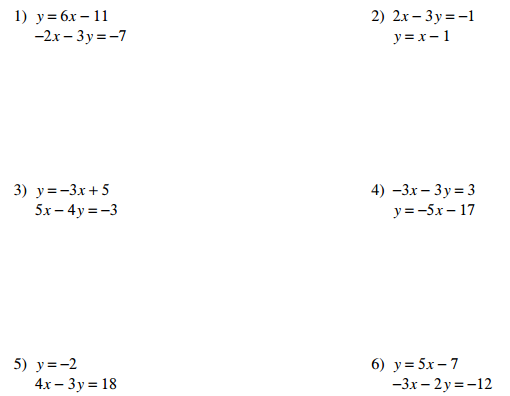 1) y = 6x – 11
–2x – 3y = –7
2) 2x – 3y = –1
y = x – 1
3) y = –3x + 5
5x – 4y = –3
4) –3x – 3y = 3
y = –5x – 17
5) y = –2
4x – 3y = 18
6) y = 5x – 7
–3x – 2y = –12